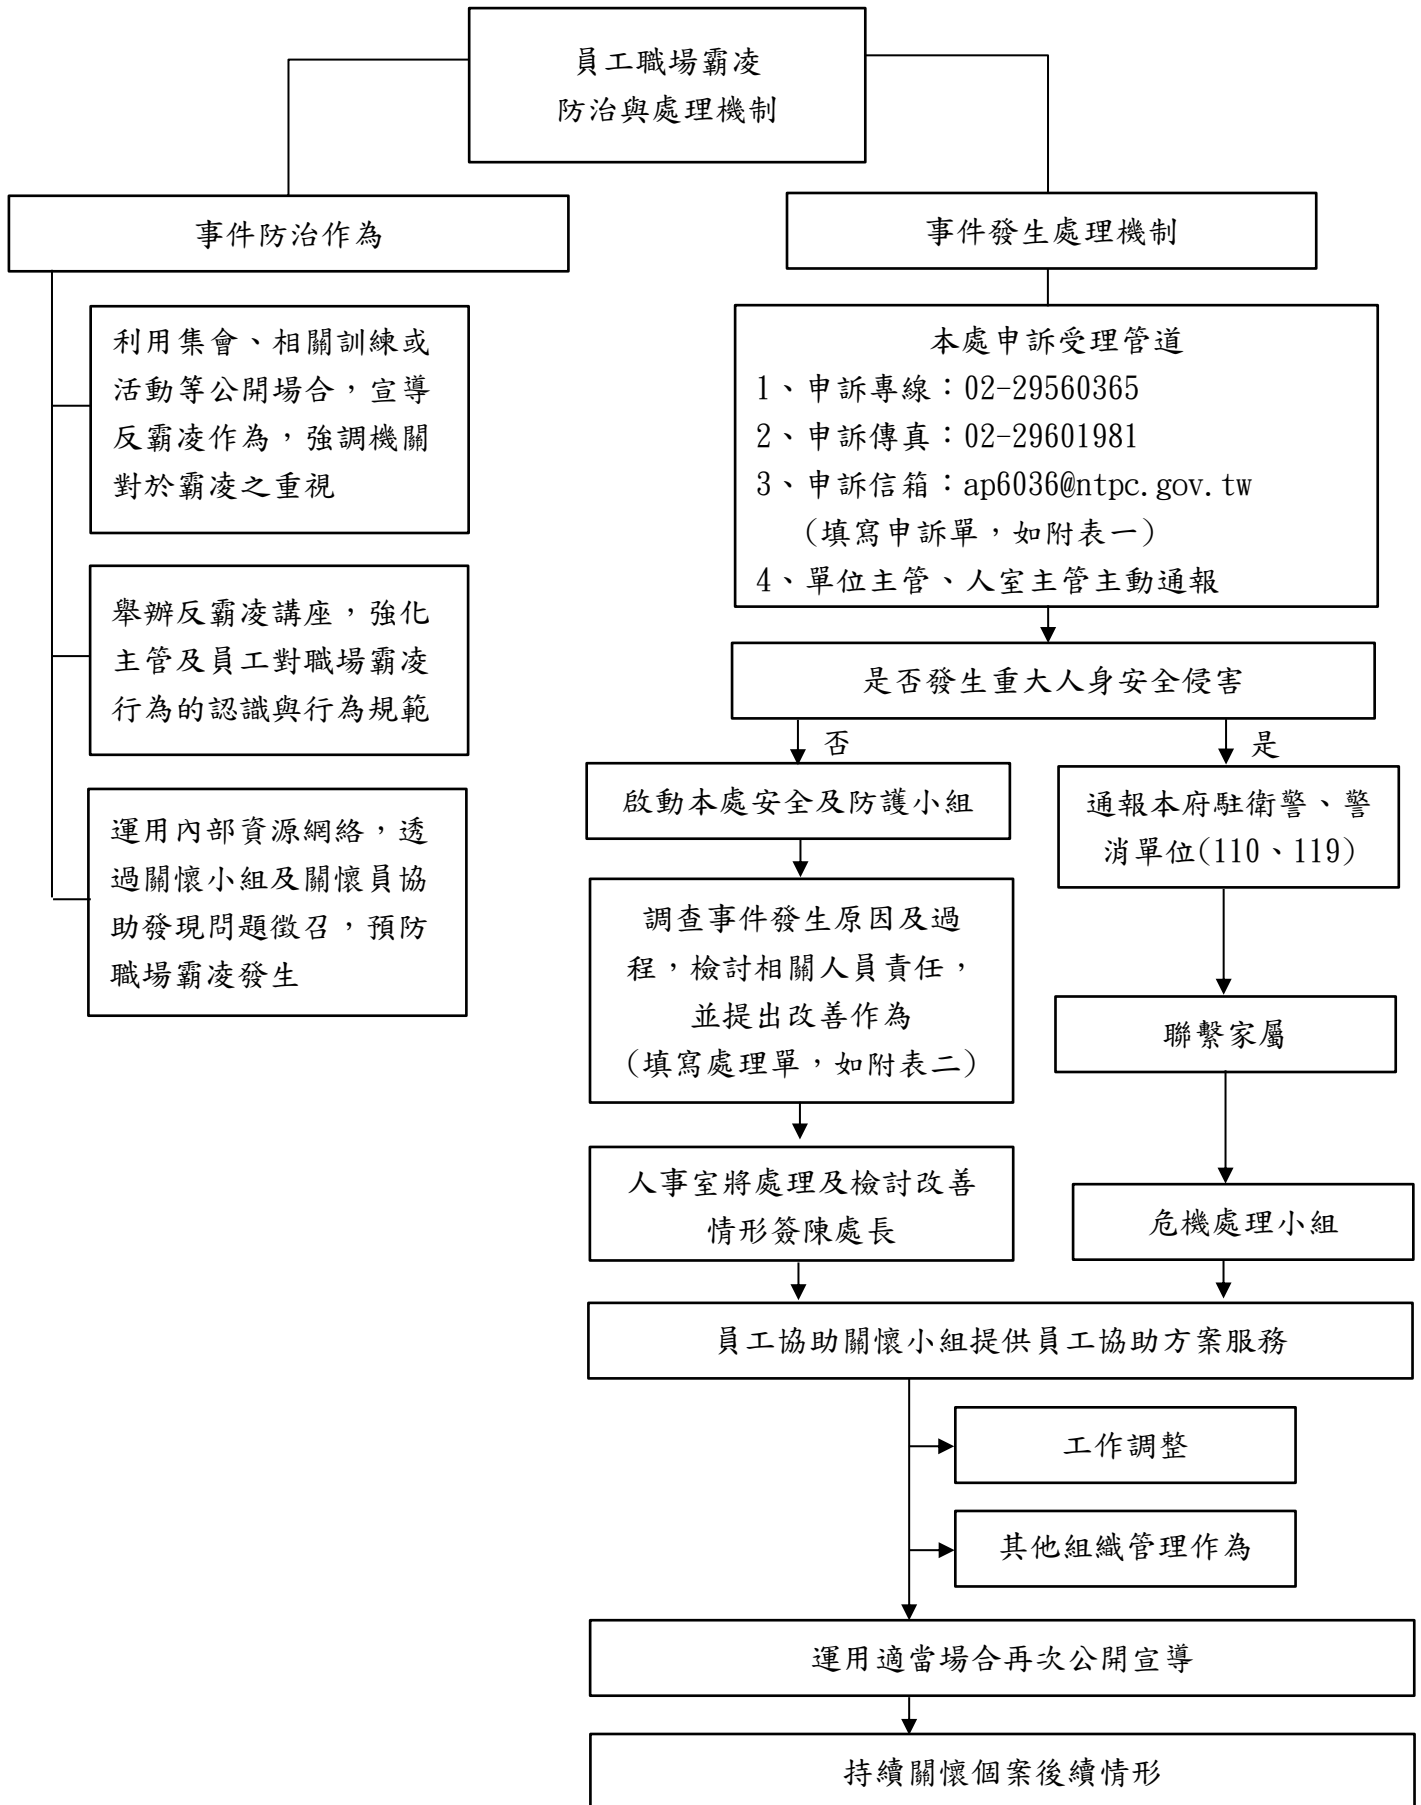 員工職場霸凌
防治與處理機制
事件防治作為
利用集會、相關訓練或
活動等公開場合，宣導
反霸凌作為，強調機關
對於霸凌之重視
舉辦反霸凌講座，強化
主管及員工對職場霸凌
行為的認識與行為規範
運用內部資源網絡，透
過關懷小組及關懷員協
助發現問題徵召，預防
職場霸凌發生
事件發生處理機制
本處申訴受理管道
1、申訴專線：02-29560365
2、申訴傳真：02-29601981
3、申訴信箱：ap6036@ntpc.gov.tw
(填寫申訴單，如附表一)
4、單位主管、人室主管主動通報
是否發生重大人身安全侵害
否
是
啟動本處安全及防護小組
調查事件發生原因及過
程，檢討相關人員責任，
並提出改善作為
(填寫處理單，如附表二)
人事室將處理及檢討改善
情形簽陳處長
通報本府駐衛警、警
消單位(110、119)
聯繫家屬
危機處理小組
員工協助關懷小組提供員工協助方案服務
工作調整
其他組織管理作為
運用適當場合再次公開宣導
持續關懷個案後續情形